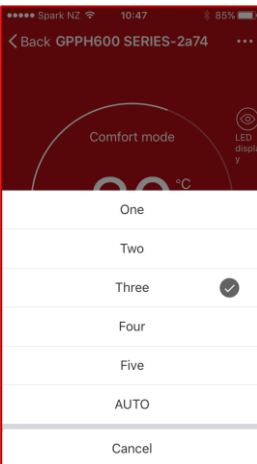 Spark NZ 10:47 85%
Back GPPH600 SERIES-2a74 ...
Comfort mode
LED
displa
y
°C
One
Two
Three
Four
Five
AUTO
Cancel